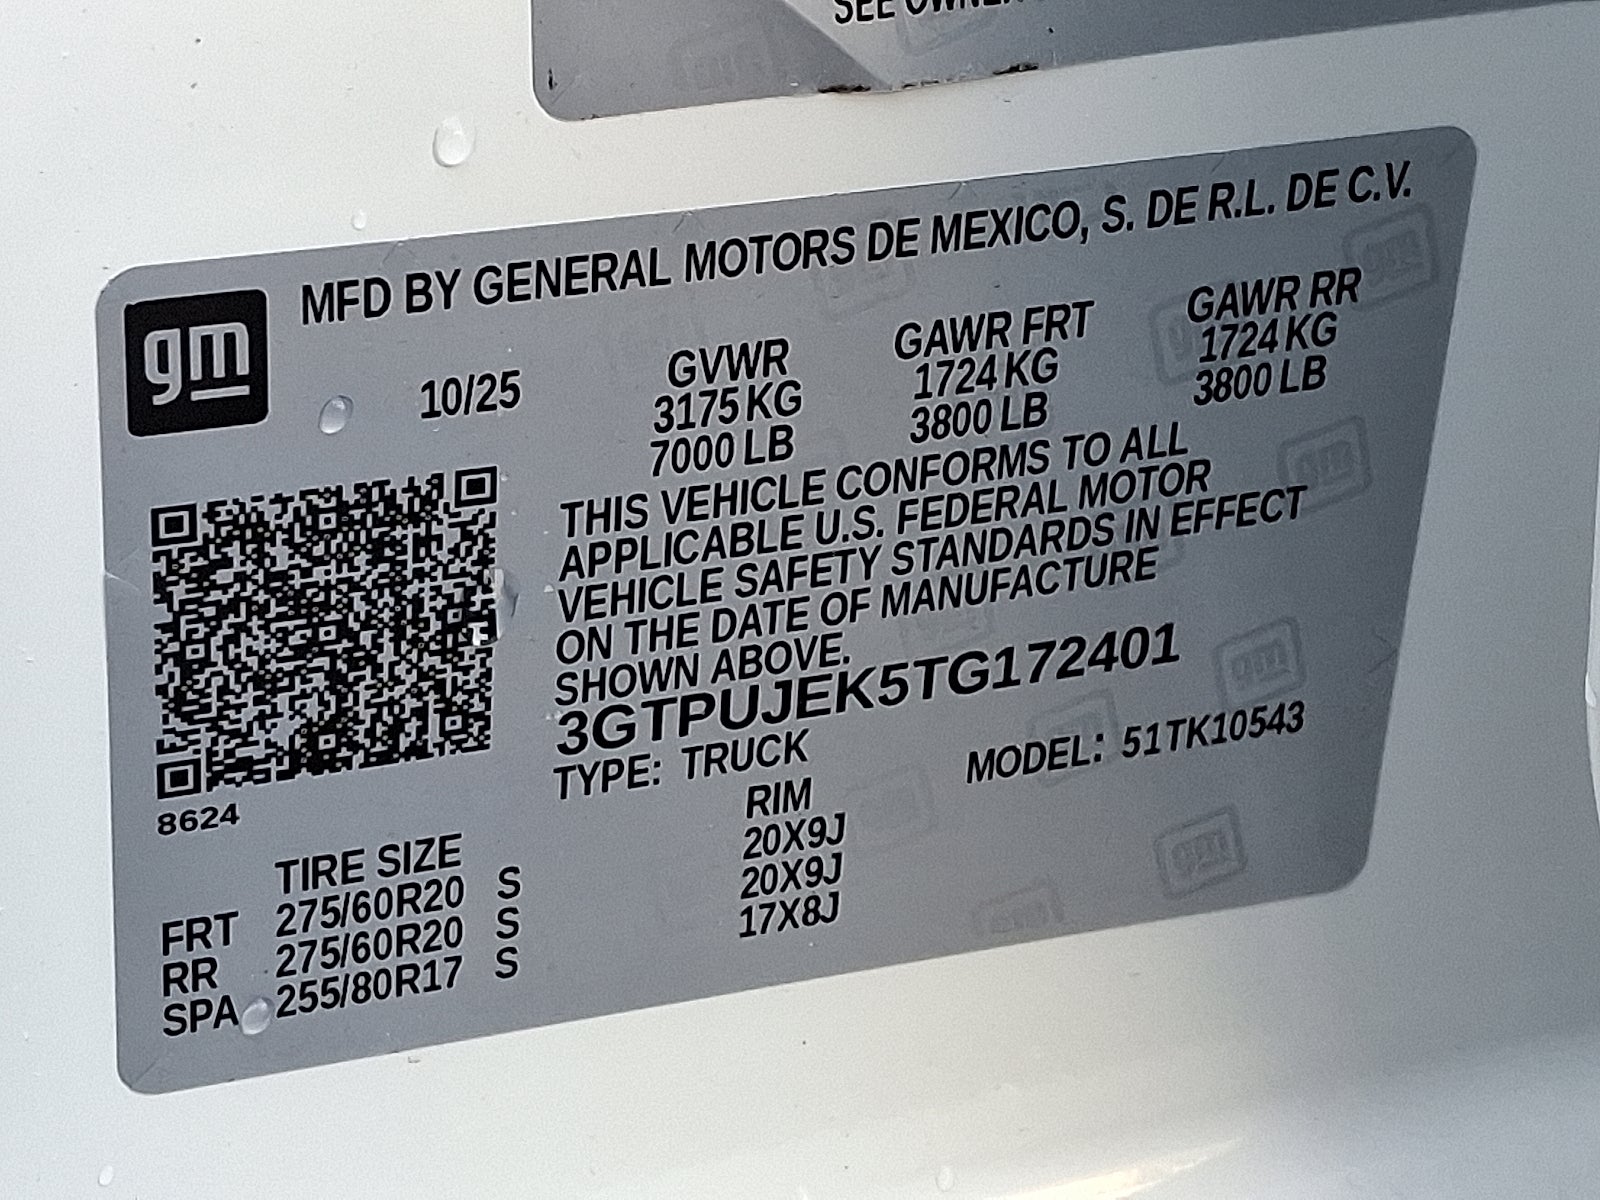 SEE OWNER
MFD BY GENERAL MOTORS DE MEXICO, S. DE R.L. DE C.V.
gm
10/25
GVWR GAWR FRT GAWR RR
3175 KG 1724 KG 1724 KG
7000 LB 3800 LB 3800 LB
THIS VEHICLE CONFORMS TO ALL
APPLICABLE U.S. FEDERAL MOTOR
VEHICLE SAFETY STANDARDS IN EFFECT
ON THE DATE OF MANUFACTURE
SHOWN ABOVE.
3GTPUJEK5TG172401
TYPE: TRUCK MODEL: 51TK10543
8624
TIRE SIZE RIM
FRT 275/60R20 S 20X9J
RR 275/60R20 S 20X9J
SPA 255/80R17 S 17X8J